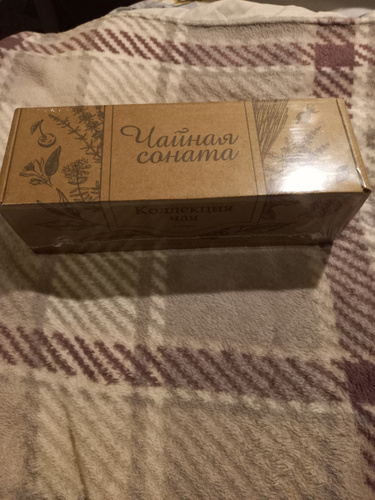 Чайная
соната
Коллекция
чая